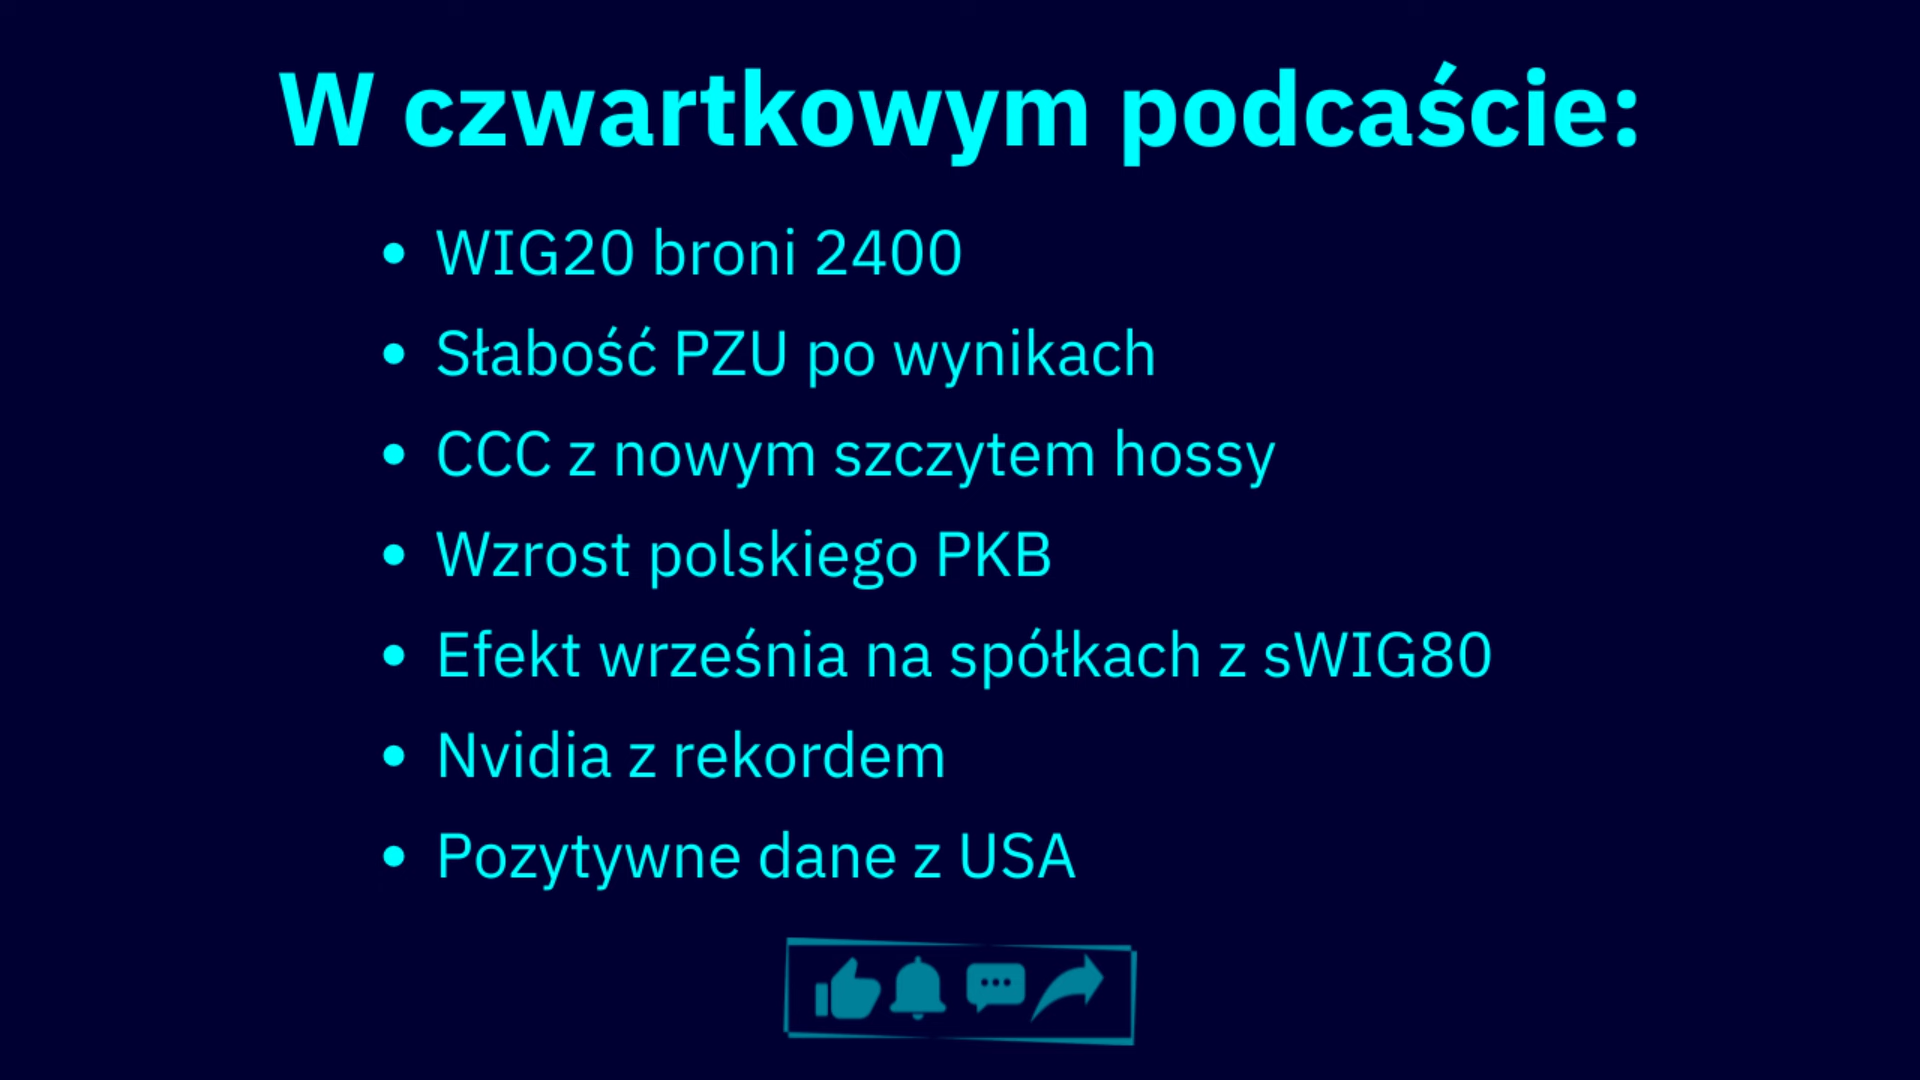 W czwartkowym podcaście:
• WIG20 broni 2400
• Słabość PZU po wynikach
• CCC z nowym szczytem hossy
• Wzrost polskiego PKB
• Efekt września na spółkach z sWIG80
• Nvidia z rekordem
• Pozytywne dane z USA